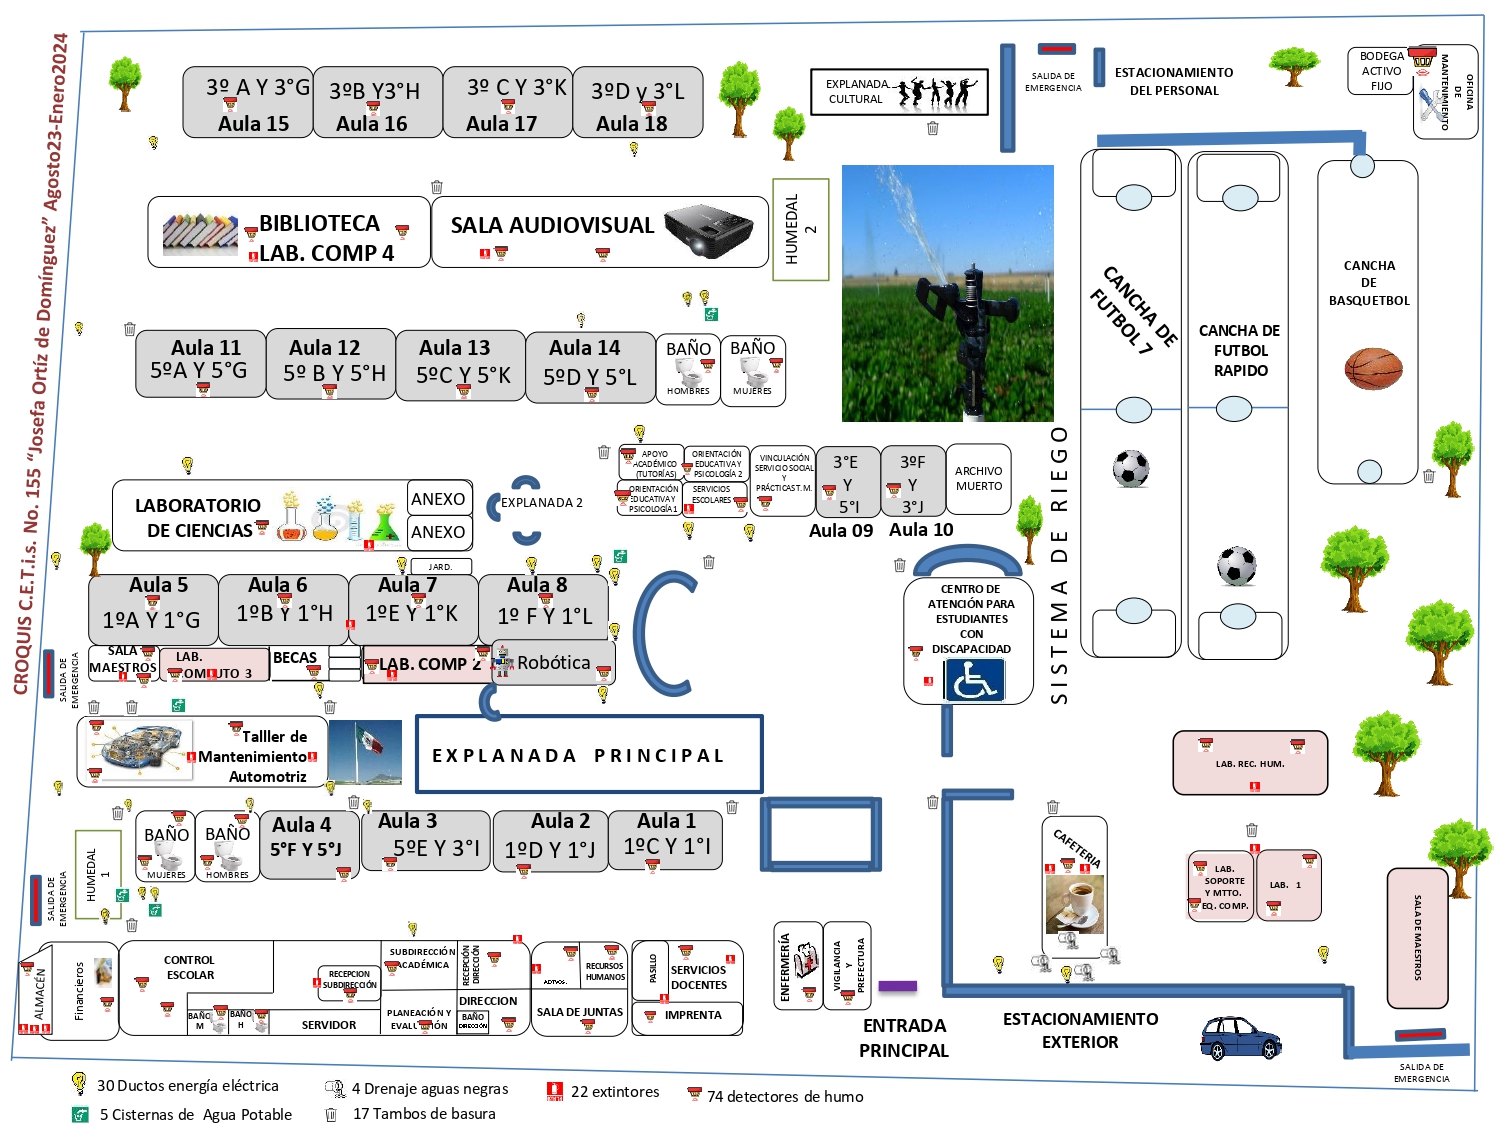 CROQUIS C.E.T.i.s. No. 155 “Josefa Ortíz de Domínguez” Agosto23-Enero2024
3º A Y 3°G
Aula 15
3ºB Y3°H
Aula 16
3º C Y 3°K
Aula 17
3ºD y 3°L
Aula 18
EXPLANADA
CULTURAL
SALIDA DE
EMERGENCIA
ESTACIONAMIENTO
DEL PERSONAL
BODEGA
ACTIVO
FIJO
OFICINA
DE
MANTENIMIENTO
BIBLIOTECA
LAB. COMP 4
SALA AUDIOVISUAL
HUMEDAL
2
CANCHA DE
FUTBOL 7
CANCHA DE
FUTBOL
RAPIDO
CANCHA
DE
BASQUETBOL
Aula 11
5ºA Y 5°G
Aula 12
5º B Y 5°H
Aula 13
5ºC Y 5°K
Aula 14
5ºD Y 5°L
BAÑO
HOMBRES
BAÑO
MUJERES
SISTEMA DE RIEGO
LABORATORIO
DE CIENCIAS
ANEXO
ANEXO
EXPLANADA 2
APOYO
ACADÉMICO
(TUTORÍAS)
ORIENTACIÓN
EDUCATIVA Y
PSICOLOGÍA 2
ORIENTACIÓN
EDUCATIVA Y
PSICOLOGÍA 1
SERVICIOS
ESCOLARES
VINCULACIÓN
SERVICIO SOCIAL
Y
PRÁCTICAS T. M.
3°E
Y
5°I
Aula 09
3ºF
Y
3°J
Aula 10
ARCHIVO
MUERTO
JARD.
Aula 5
1ºA Y 1°G
Aula 6
1ºB Y 1°H
Aula 7
1ºE Y 1°K
Aula 8
1º F Y 1°L
CENTRO DE
ATENCIÓN PARA
ESTUDIANTES
CON
DISCAPACIDAD
SALIDA DE
EMERGENCIA
SALA
MAESTROS
LAB.
COMPUTO 3
BECAS
LAB. COMP 2
Robótica
Talller de
Mantenimiento
Automotriz
EXPLANADA PRINCIPAL
LAB. REC. HUM.
HUMEDAL
1
SALIDA DE
EMERGENCIA
BAÑO
MUJERES
BAÑO
HOMBRES
Aula 4
5°F Y 5°J
Aula 3
5ºE Y 3°I
Aula 2
1ºD Y 1°J
Aula 1
1ºC Y 1°I
CAFETERIA
LAB.
SOPORTE
Y MTTO.
EQ. COMP.
LAB. 1
SALA DE MAESTROS
ALMACÉN
Financieros
CONTROL
ESCOLAR
BAÑO
M
BAÑO
H
RECEPCION
SUBDIRECCIÓN
SERVIDOR
SUBDIRECCIÓN
ACADÉMICA
RECEPCIÓN
DIRECCIÓN
PLANEACIÓN Y
EVALUACIÓN
DIRECCION
BAÑO
DIRECCIÓN
ADTVOS.
RECURSOS
HUMANOS
SALA DE JUNTAS
PASILLO
SERVICIOS
DOCENTES
IMPRENTA
ENFERMERÍA
VIGILANCIA
Y
PREFECTURA
ENTRADA
PRINCIPAL
ESTACIONAMIENTO
EXTERIOR
SALIDA DE
EMERGENCIA
30 Ductos energía eléctrica
4 Drenaje aguas negras
22 extintores
74 detectores de humo
5 Cisternas de Agua Potable
17 Tambos de basura